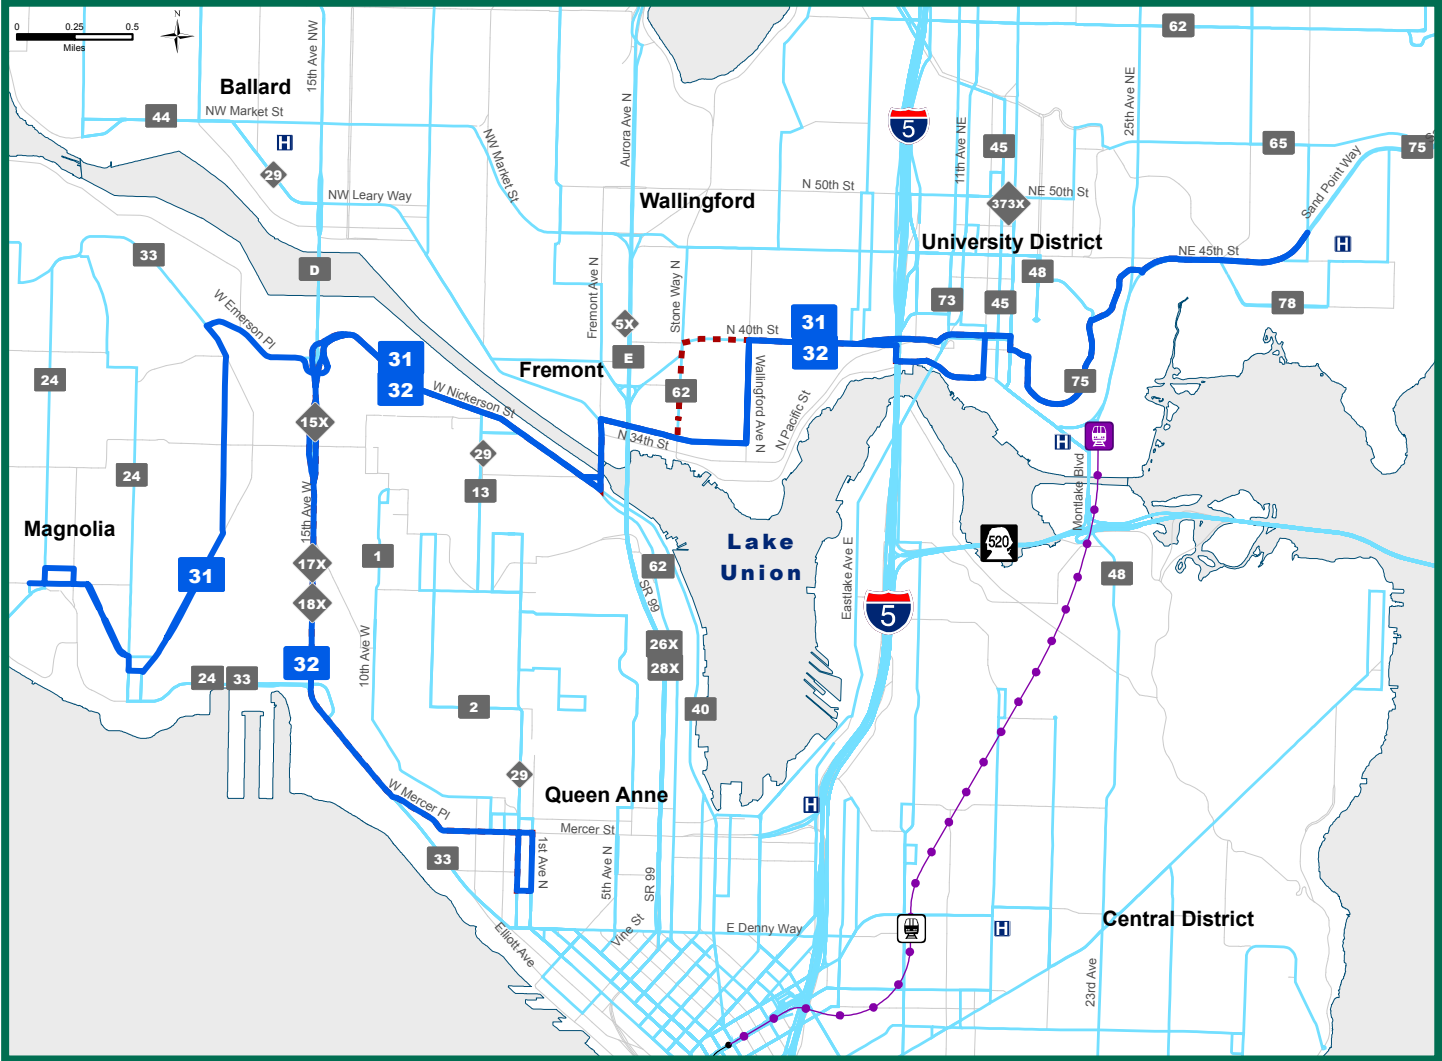 N
0 0.25 0.5
Miles
15th Ave NW
Aurora Ave N
25th Ave NE
62
Ballard
NW Market St
44
H
5
11th Ave NE
45
65
75
NW Market St
29
NW Leary Way
Wallingford
N 50th St
NE 50th St
373X
Sand Point Way
University District
H
33
D
NE 45th St
48
Fremont Ave N
Stone Way N
73
45
78
W Emerson Pl
5X
N 40th St
31
32
E
31
32
Fremont
24
W Nickerson St
62
Wallingford Ave N
N Pacific St
75
15X
N 34th St
H
29
24
13
Montlake Blvd
15th Ave W
Magnolia
Lake
Union
520
1
17X
31
62
SR 99
Eastlake Ave E
48
18X
5
26X
28X
32
10th Ave W
24 33
2
40
29
W Mercer Pl
Queen Anne
H
Mercer St
33
1st Ave N
5th Ave N
SR 99
Elliott Ave
Vine St
E Denny Way
H
Central District
23rd Ave